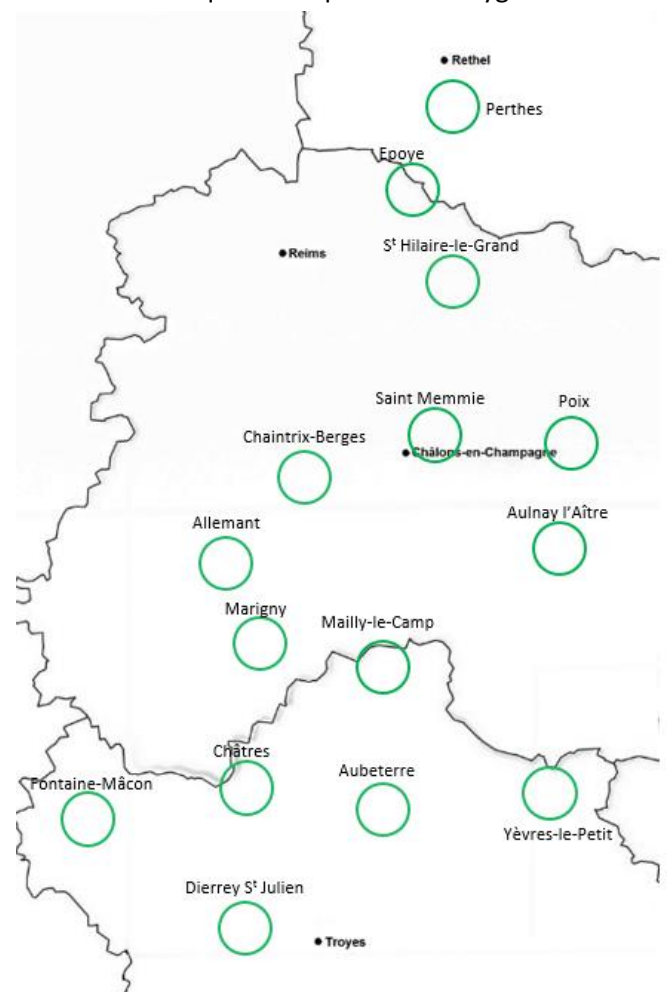 Rethel
Perthes
Epoye
Sᵗ Hilaire-le-Grand
Reims
Saint Memmie
Poix
Chaintrix-Berges
Châlons-en-Champagne
Aulnay l'Aître
Allemant
Marigny
Mailly-le-Camp
Châtres
Aubeterre
Fontaine-Mâcon
Yèvres-le-Petit
Dierrey Sᵗ Julien
Troyes